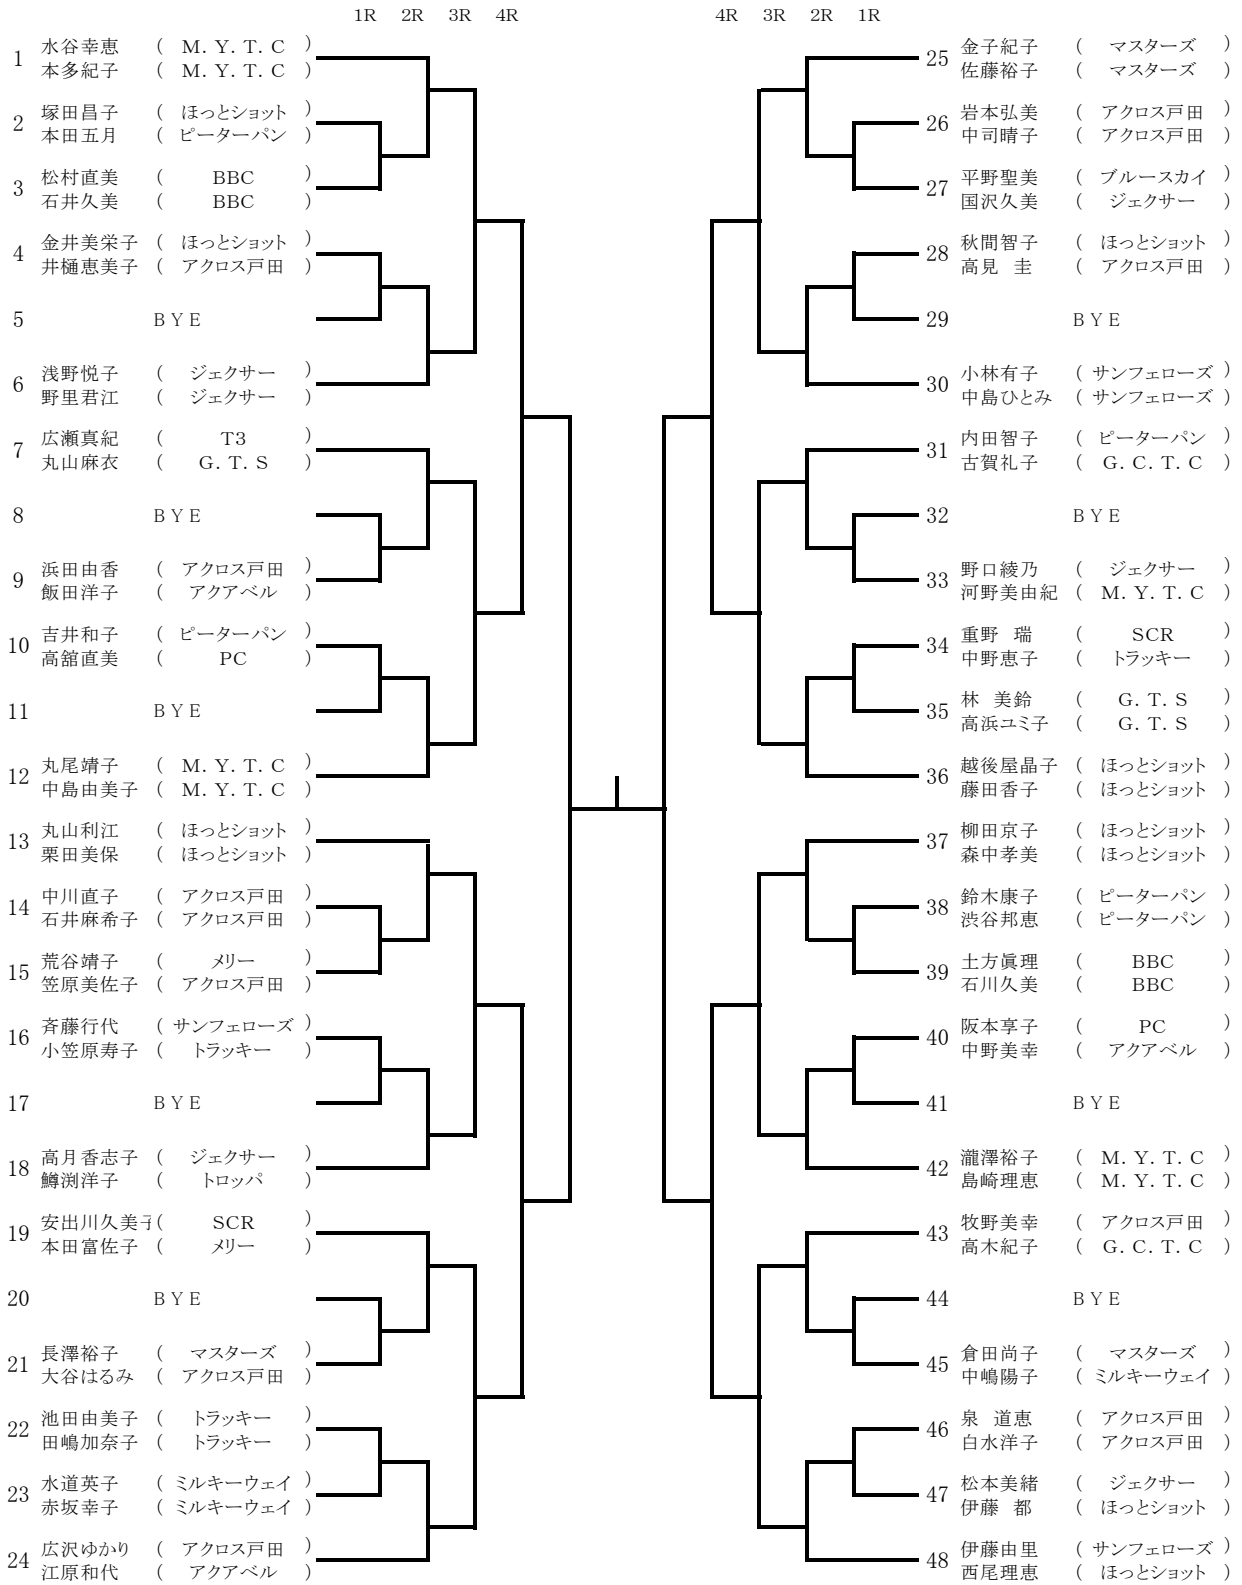 1R 2R 3R 4R
4R 3R 2R 1R
1 水谷幸恵 ( M. Y. T. C )
本多紀子 ( M. Y. T. C )
2 塚田昌子 ( ほっとショット )
本田五月 ( ピーターパン )
3 松村直美 ( BBC )
石井久美 ( BBC )
4 金井美栄子 ( ほっとショット )
井樋恵美子 ( アクロス戸田 )
5 BYE
6 浅野悦子 ( ジェクサー )
野里君江 ( ジェクサー )
7 広瀬真紀 ( T3 )
丸山麻衣 ( G. T. S )
8 BYE
9 浜田由香 ( アクロス戸田 )
飯田洋子 ( アクアベル )
10 吉井和子 ( ピーターパン )
高舘直美 ( PC )
11 BYE
12 丸尾靖子 ( M. Y. T. C )
中島由美子 ( M. Y. T. C )
13 丸山利江 ( ほっとショット )
栗田美保 ( ほっとショット )
14 中川直子 ( アクロス戸田 )
石井麻希子 ( アクロス戸田 )
15 荒谷靖子 ( メリー )
笠原美佐子 ( アクロス戸田 )
16 斉藤行代 ( サンフェローズ )
小笠原寿子 ( トラッキー )
17 BYE
18 高月香志子 ( ジェクサー )
鱒渕洋子 ( トロッパ )
19 安出川久美子( SCR )
本田富佐子 ( メリー )
20 BYE
21 長澤裕子 ( マスターズ )
大谷はるみ ( アクロス戸田 )
22 池田由美子 ( トラッキー )
田嶋加奈子 ( トラッキー )
23 水道英子 ( ミルキーウェイ )
赤坂幸子 ( ミルキーウェイ )
24 広沢ゆかり ( アクロス戸田 )
江原和代 ( アクアベル )
25 金子紀子 ( マスターズ )
佐藤裕子 ( マスターズ )
26 岩本弘美 ( アクロス戸田 )
中司晴子 ( アクロス戸田 )
27 平野聖美 ( ブルースカイ )
国沢久美 ( ジェクサー )
28 秋間智子 ( ほっとショット )
高見 圭 ( アクロス戸田 )
29 BYE
30 小林有子 ( サンフェローズ )
中島ひとみ ( サンフェローズ )
31 内田智子 ( ピーターパン )
古賀礼子 ( G. C. T. C )
32 BYE
33 野口綾乃 ( ジェクサー )
河野美由紀 ( M. Y. T. C )
34 重野 瑞 ( SCR )
中野恵子 ( トラッキー )
35 林 美鈴 ( G. T. S )
高浜ユミ子 ( G. T. S )
36 越後屋晶子 ( ほっとショット )
藤田香子 ( ほっとショット )
37 柳田京子 ( ほっとショット )
森中孝美 ( ほっとショット )
38 鈴木康子 ( ピーターパン )
渋谷邦恵 ( ピーターパン )
39 土方眞理 ( BBC )
石川久美 ( BBC )
40 阪本享子 ( PC )
中野美幸 ( アクアベル )
41 BYE
42 瀧澤裕子 ( M. Y. T. C )
島崎理恵 ( M. Y. T. C )
43 牧野美幸 ( アクロス戸田 )
高木紀子 ( G. C. T. C )
44 BYE
45 倉田尚子 ( マスターズ )
中嶋陽子 ( ミルキーウェイ )
46 泉 道恵 ( アクロス戸田 )
白水洋子 ( アクロス戸田 )
47 松本美緒 ( ジェクサー )
伊藤 都 ( ほっとショット )
48 伊藤由里 ( サンフェローズ )
西尾理恵 ( ほっとショット )